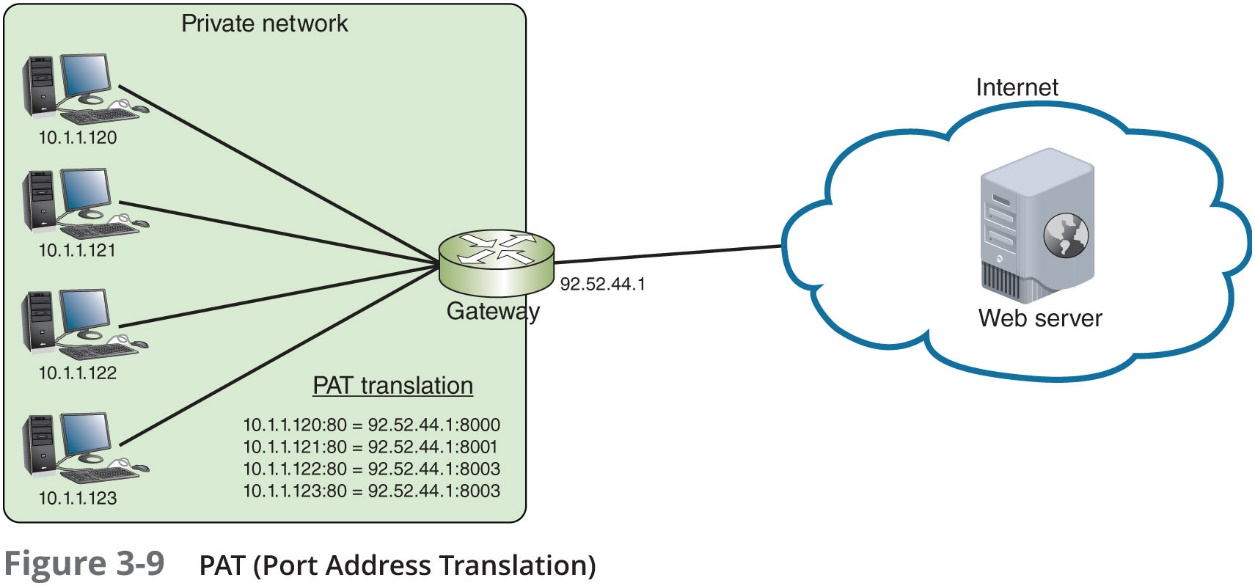 Private network
10.1.1.120
10.1.1.121
10.1.1.122
10.1.1.123
Gateway
92.52.44.1
PAT translation
10.1.1.120:80 = 92.52.44.1:8000
10.1.1.121:80 = 92.52.44.1:8001
10.1.1.122:80 = 92.52.44.1:8003
10.1.1.123:80 = 92.52.44.1:8003
Internet
Web server
Figure 3-9 PAT (Port Address Translation)